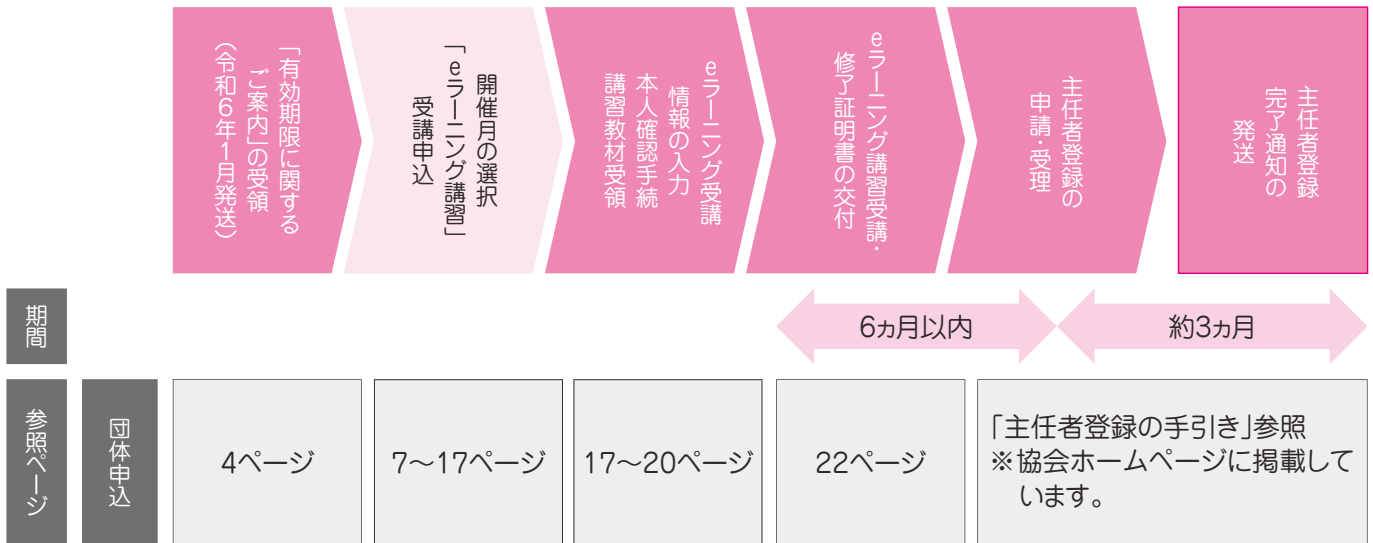 「有効期限に関する
ご案内」の受領
（令和6年1月発送）
開催月の選択
「eラーニング講習」
受講申込
eラーニング受講
情報の入力
本人確認手続
講習教材受領
eラーニング講習受講・
修了証明書の交付
主任者登録の
申請・受理
主任者登録
完了通知の
発送
期間
6ヵ月以内
約3ヵ月
参照ページ
団体申込
4ページ
7～17ページ
17～20ページ
22ページ
「主任者登録の手引き」参照
※協会ホームページに掲載して
います。